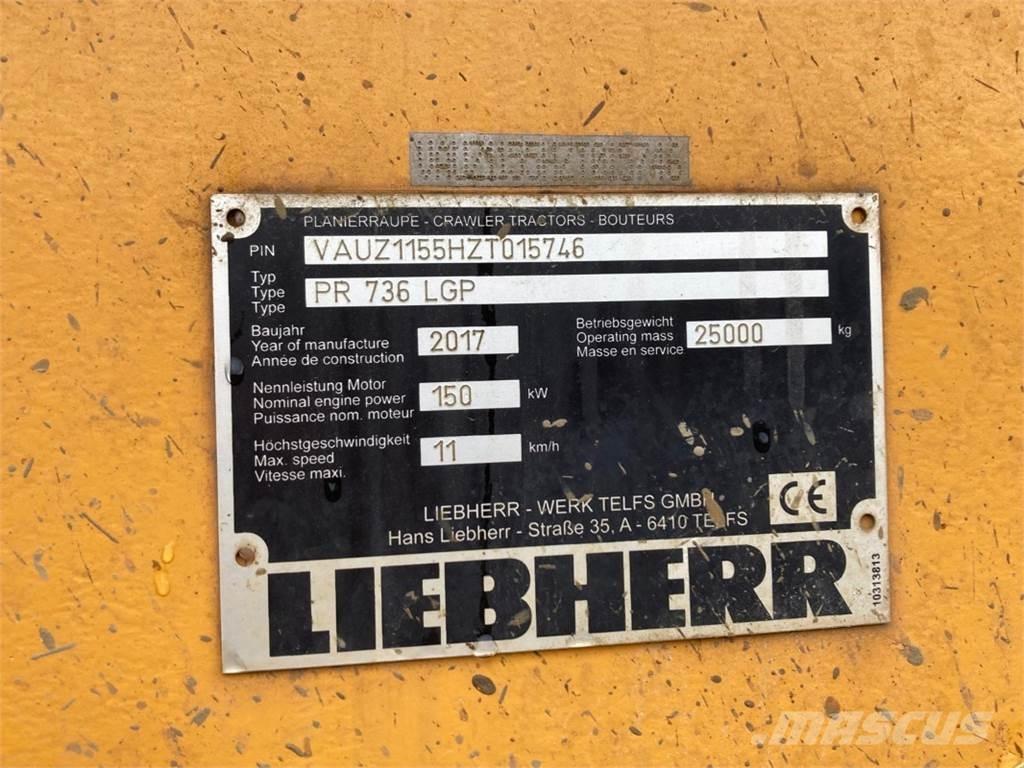 PLANIERRAUPE - CRAWLER TRACTORS - BOUTEURS
PIN VAUZ1155HZT015746
Typ
Type PR 736 LGP
Type
Baujahr
Year of manufacture 2017
Année de construction
Betriebsgewicht
Operating mass 25000 kg
Masse en service
Nennleistung Motor
Nominal engine power 150 kW
Puissance nom. moteur
Höchstgeschwindigkeit
Max. speed 11 km/h
Vitesse maxi.
CE
LIEBHERR - WERK TELFS GMBH
Hans Liebherr - Straße 35, A - 6410 TELFS
LIEBHERR
10313813
MASCUS